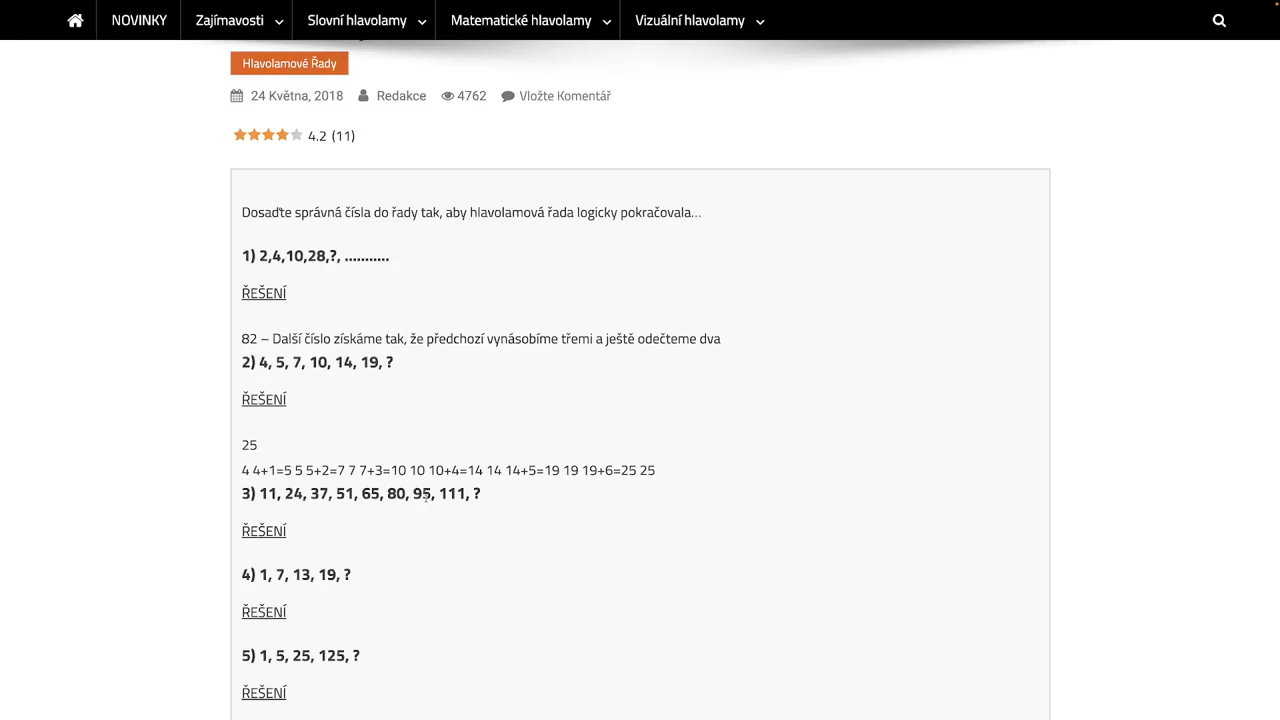 NOVINKY Zajímavosti Slovní hlavolamy Matematické hlavolamy Vizuální hlavolamy
Hlavolamové Řady
24 Května, 2018 Redakce 4762 Vložte Komentář
4.2 (11)
Dosaďte správná čísla do řady tak, aby hlavolamová řada logicky pokračovala…
1) 2,4,10,28,?, ………..
ŘEŠENÍ
82 – Další číslo získáme tak, že předchozí vynásobíme třemi a ještě odečteme dva
2) 4, 5, 7, 10, 14, 19, ?
ŘEŠENÍ
25
4 4+1=5 5 5+2=7 7 7+3=10 10 10+4=14 14 14+5=19 19 19+6=25 25
3) 11, 24, 37, 51, 65, 80, 95, 111, ?
ŘEŠENÍ
4) 1, 7, 13, 19, ?
ŘEŠENÍ
5) 1, 5, 25, 125, ?
ŘEŠENÍ